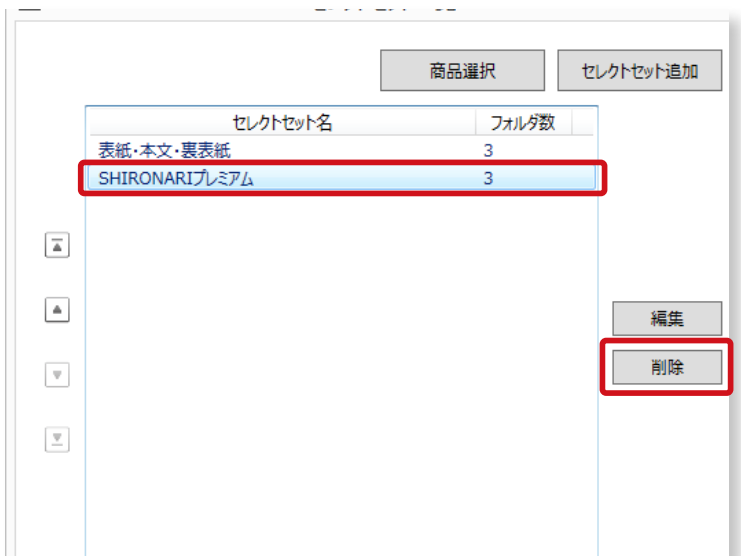 商品選択 セレクトセット追加
セレクトセット名 フォルダ数
表紙・本文・裏表紙 3
SHIRONARIプレミアム 3
編集
削除